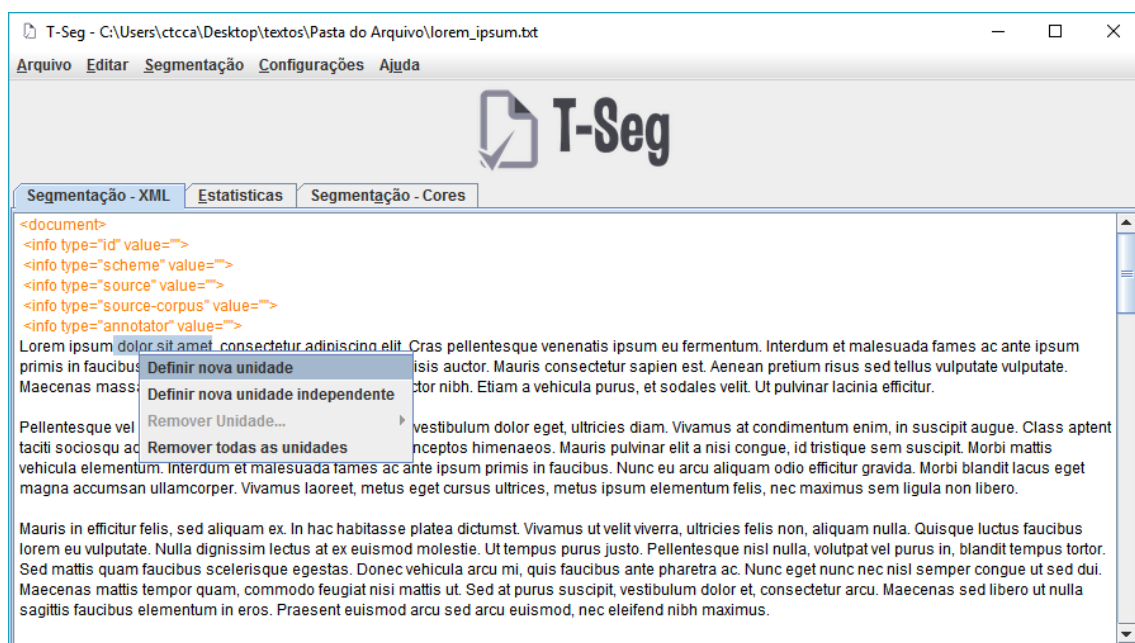 T-Seg - C:\Users\ctcca\Desktop\textos\Pasta do Arquivo\lorem_ipsum.txt
Arquivo Editar Segmentação Configurações Ajuda
T-Seg
Segmentação - XML Estatisticas Segmentação - Cores
<document>
<info type="id" value="">
<info type="scheme" value="">
<info type="source" value="">
<info type="source-corpus" value="">
<info type="annotator" value="">
Lorem ipsum dolor sit amet, consectetur adipiscing elit. Cras pellentesque venenatis ipsum eu fermentum. Interdum et malesuada fames ac ante ipsum
primis in faucibus Definir nova unidade isis auctor. Mauris consectetur sapien est. Aenean pretium risus sed tellus vulputate vulputate.
Maecenas mass Definir nova unidade independente ctor nibh. Etiam a vehicula purus, et sodales velit. Ut pulvinar lacinia efficitur.
Remover Unidade...
Pellentesque vel vestibulum dolor eget, ultricies diam. Vivamus at condimentum enim, in suscipit augue. Class aptent
taciti sociosqu ad Remover todas as unidades nceptos himenaeos. Mauris pulvinar elit a nisi congue, id tristique sem suscipit. Morbi mattis
vehicula elementum. Interdum et malesuada fames ac ante ipsum primis in faucibus. Nunc eu arcu aliquam odio efficitur gravida. Morbi blandit lacus eget
magna accumsan ullamcorper. Vivamus laoreet, metus eget cursus ultrices, metus ipsum elementum felis, nec maximus sem ligula non libero.
Mauris in efficitur felis, sed aliquam ex. In hac habitasse platea dictumst. Vivamus ut velit viverra, ultricies felis non, aliquam nulla. Quisque luctus faucibus
lorem eu vulputate. Nulla dignissim lectus at ex euismod molestie. Ut tempus purus justo. Pellentesque nisl nulla, volutpat vel purus in, blandit tempus tortor.
Sed mattis quam faucibus scelerisque egestas. Donec vehicula arcu mi, quis faucibus ante pharetra ac. Nunc eget nunc nec nisl semper congue ut sed dui.
Maecenas mattis tempor quam, commodo feugiat nisi mattis ut. Sed at purus suscipit, vestibulum dolor et, consectetur arcu. Maecenas sed libero ut nulla
sagittis faucibus elementum in eros. Praesent euismod arcu sed arcu euismod, nec eleifend nibh maximus.